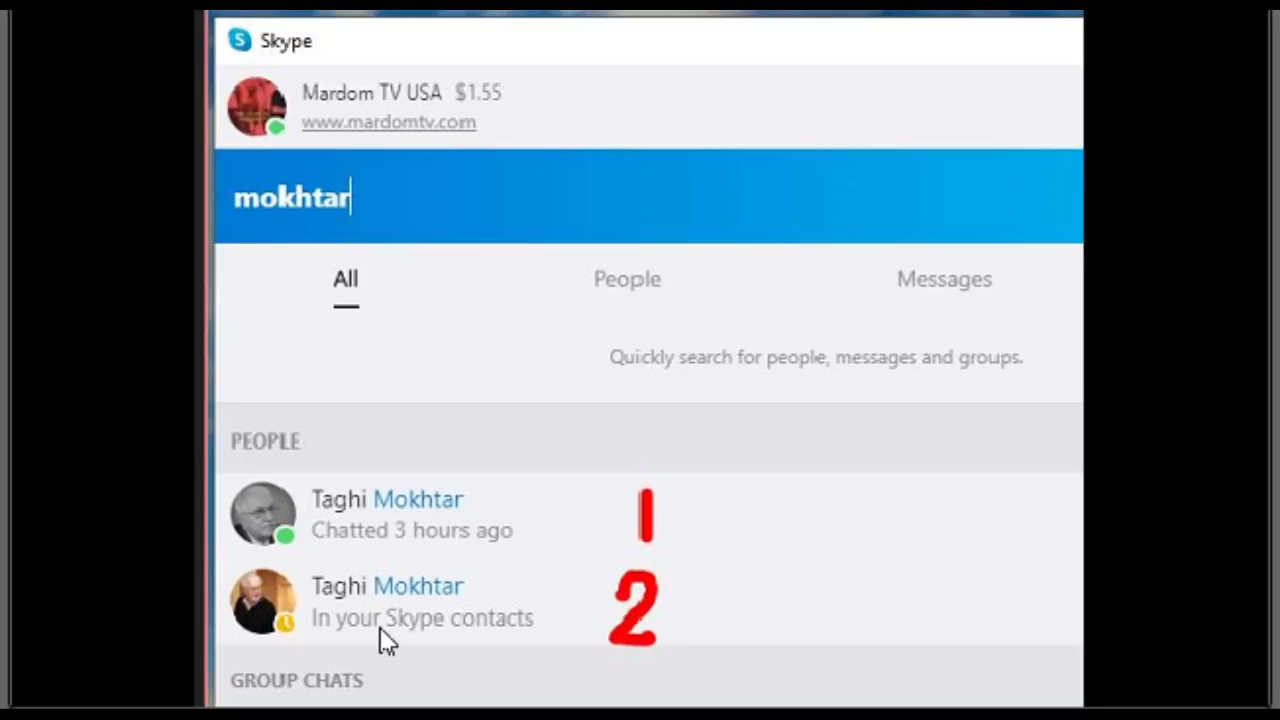 Skype
Mardom TV USA $1.55
www.mardomtv.com
mokhtar
All People Messages
Quickly search for people, messages and groups.
PEOPLE
Taghi Mokhtar
Chatted 3 hours ago
1
Taghi Mokhtar
In your Skype contacts
2
GROUP CHATS